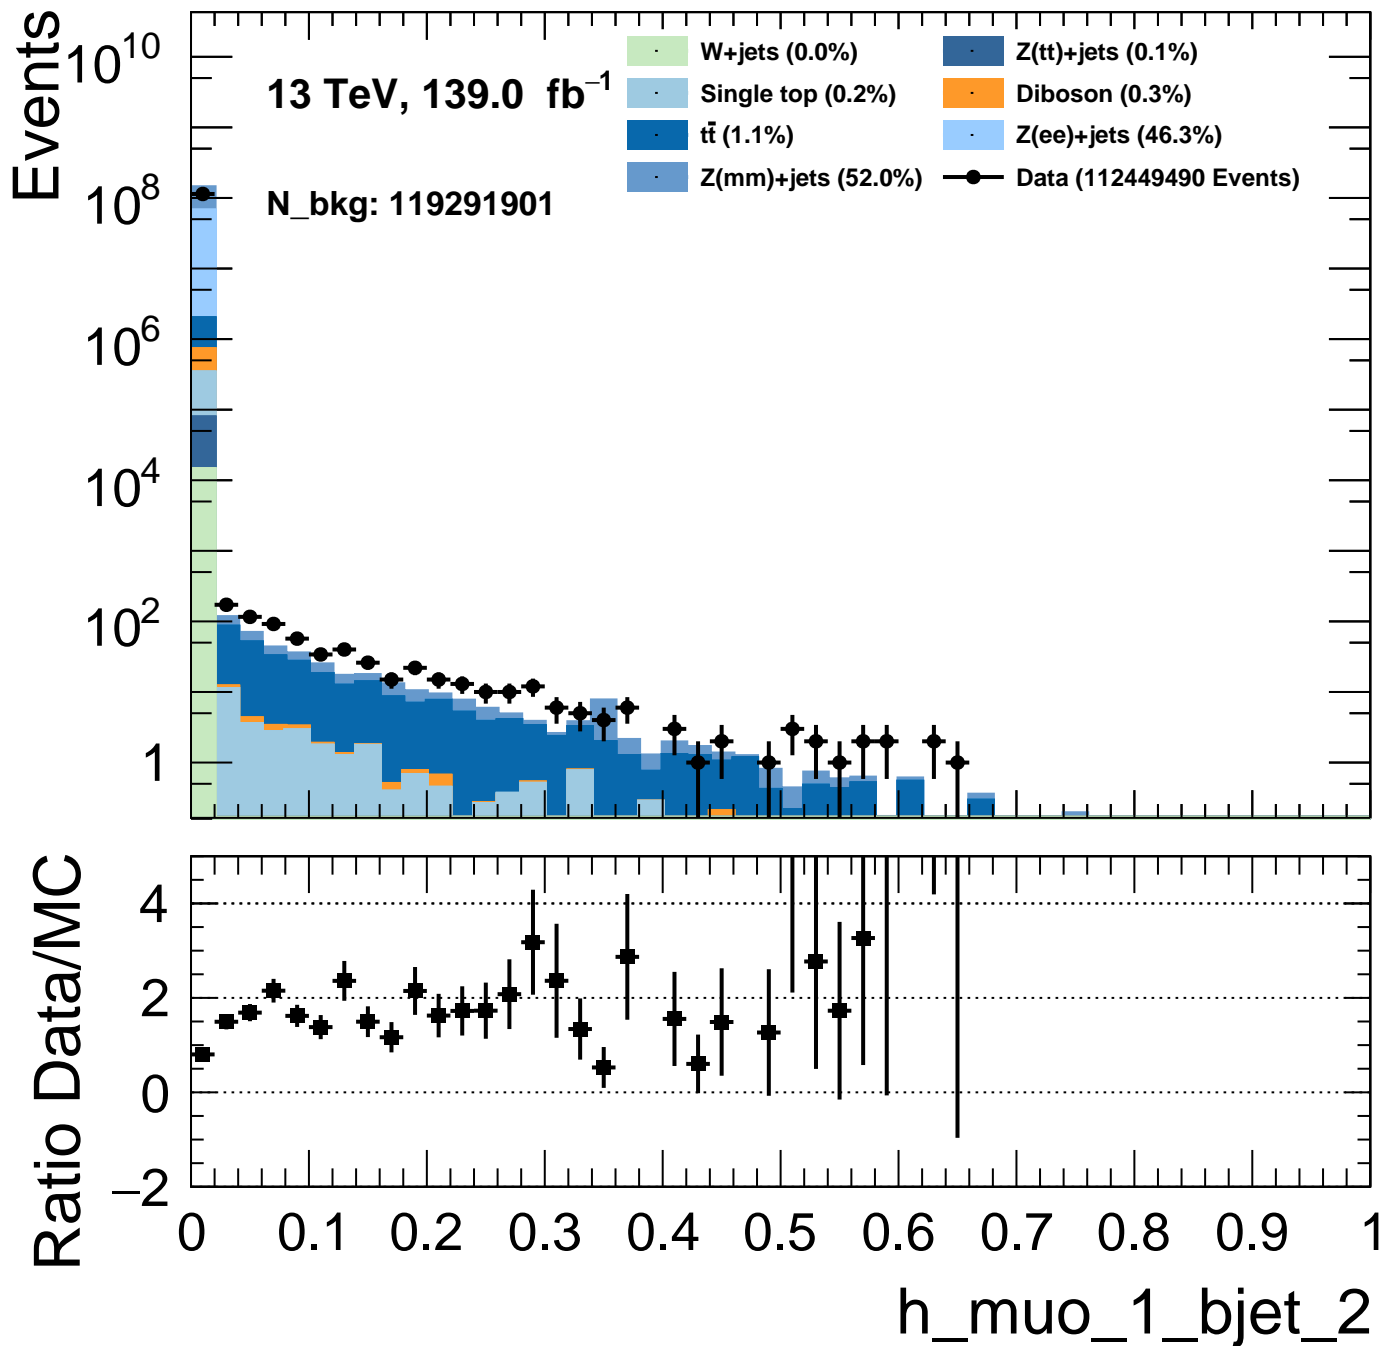 Events
10^10
10^8
10^6
10^4
10^2
1
13 TeV, 139.0 fb^−1
N_bkg: 119291901
W+jets (0.0%)
Single top (0.2%)
tt̄ (1.1%)
Z(mm)+jets (52.0%)
Z(tt)+jets (0.1%)
Diboson (0.3%)
Z(ee)+jets (46.3%)
Data (112449490 Events)
Ratio Data/MC
4
2
0
−2
0 0.1 0.2 0.3 0.4 0.5 0.6 0.7 0.8 0.9 1
h_muo_1_bjet_2